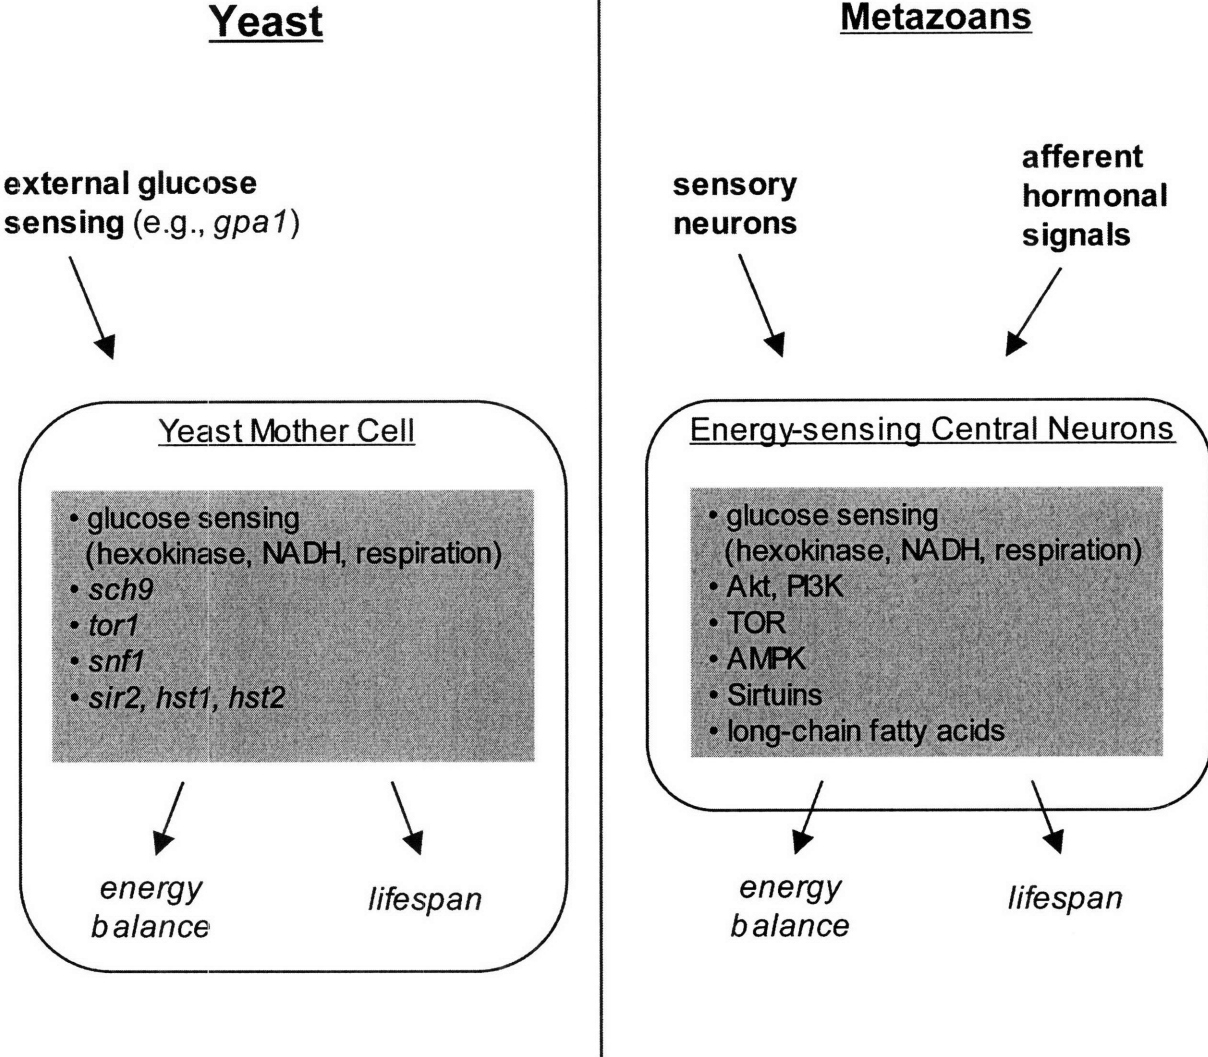 Yeast
external glucose
sensing (e.g., gpa1)
Yeast Mother Cell
• glucose sensing
(hexokinase, NADH, respiration)
• sch9
• tor1
• snf1
• sir2, hst1, hst2
energy
balance
lifespan
Metazoans
sensory
neurons
afferent
hormonal
signals
Energy-sensing Central Neurons
• glucose sensing
(hexokinase, NADH, respiration)
• Akt, PI3K
• TOR
• AMPK
• Sirtuins
• long-chain fatty acids
energy
balance
lifespan